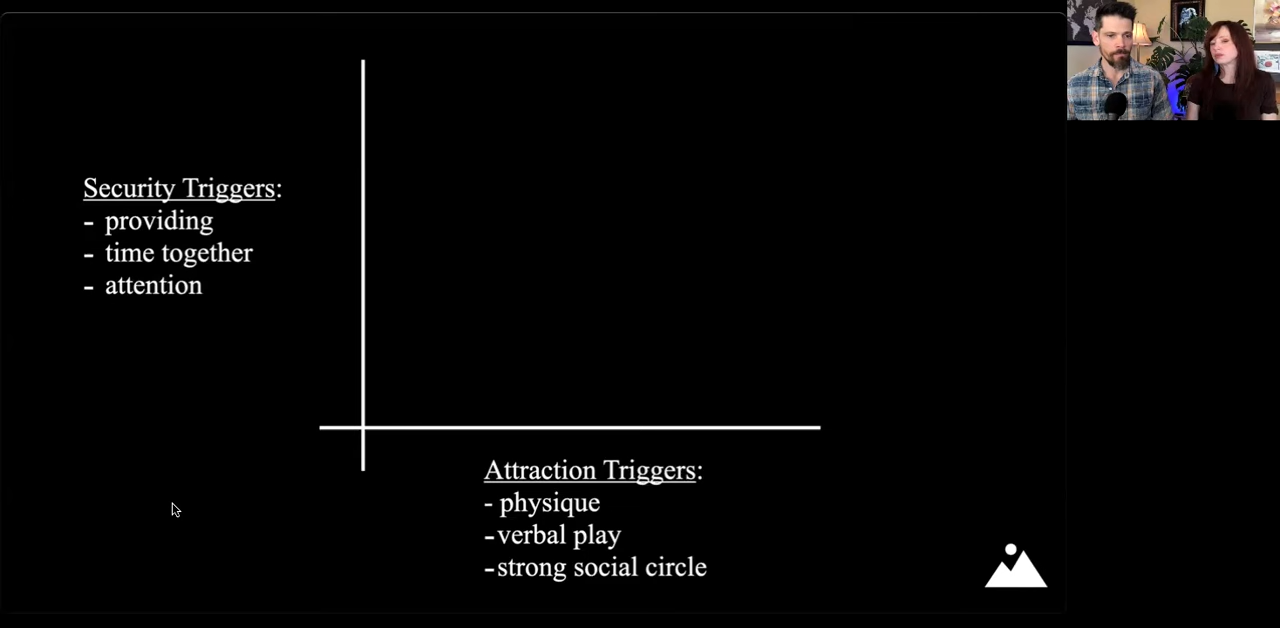 Security Triggers:
- providing
- time together
- attention
Attraction Triggers:
- physique
-verbal play
-strong social circle